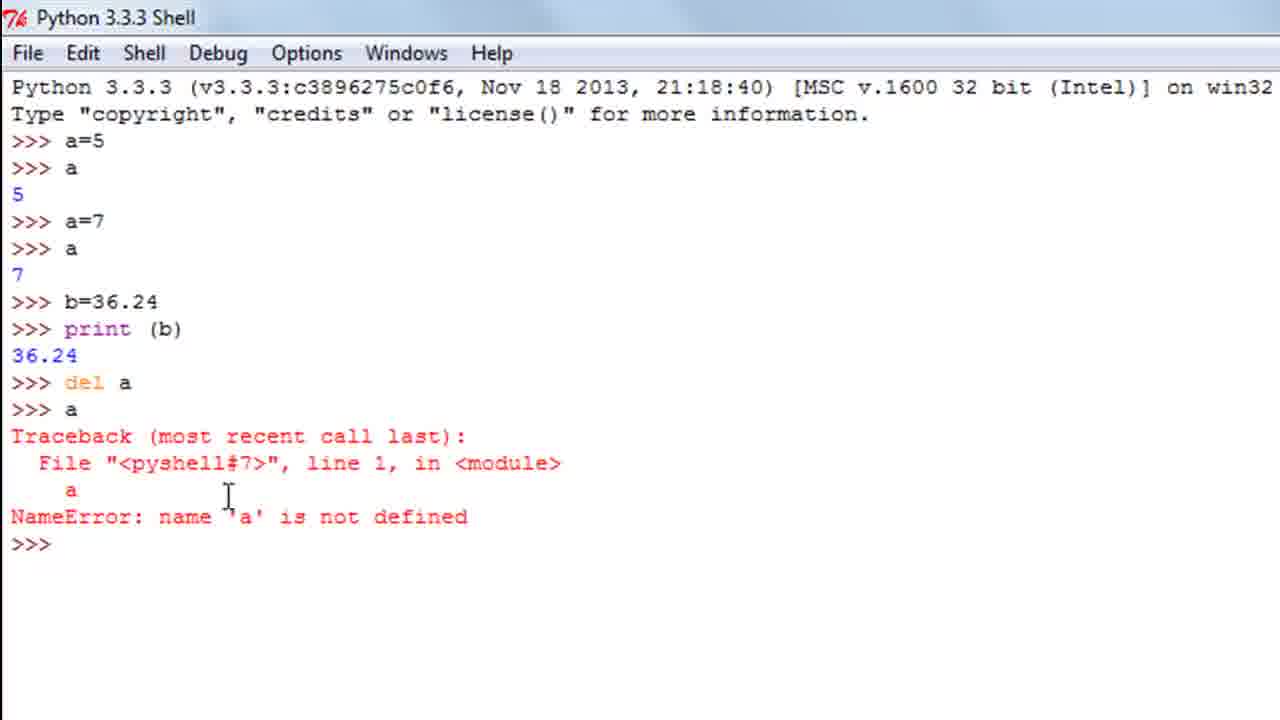 Python 3.3.3 Shell
File Edit Shell Debug Options Windows Help
Python 3.3.3 (v3.3.3:c3896275c0f6, Nov 18 2013, 21:18:40) [MSC v.1600 32 bit (Intel)] on win32
Type "copyright", "credits" or "license()" for more information.
>>> a=5
>>> a
5
>>> a=7
>>> a
7
>>> b=36.24
>>> print (b)
36.24
>>> del a
>>> a
Traceback (most recent call last):
  File "<pyshell#7>", line 1, in <module>
    a
NameError: name 'a' is not defined
>>>